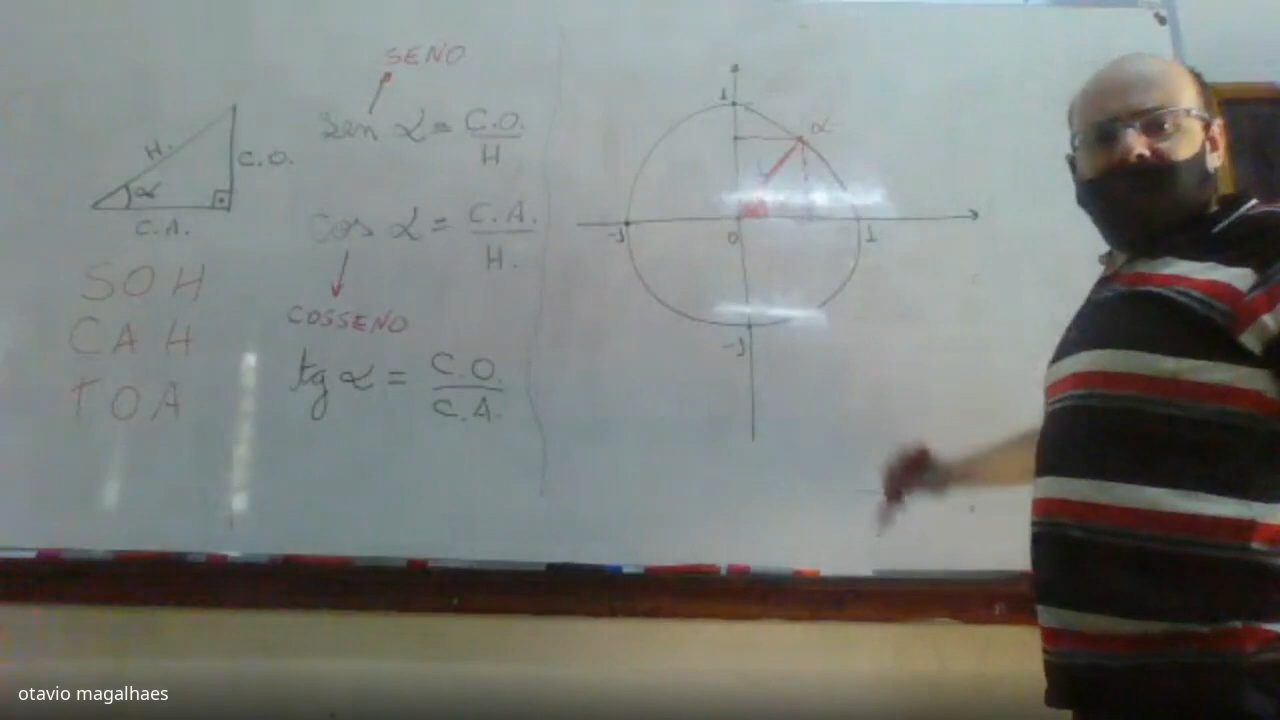 SENO
sen α = C.O.
H
H.
α
C.O.
C.A.
cos α = C.A.
H.
COSSENO
SOH
CAH
TOA
tg α = C.O.
C.A.
1
α
-1
0
1
-1
otavio magalhaes